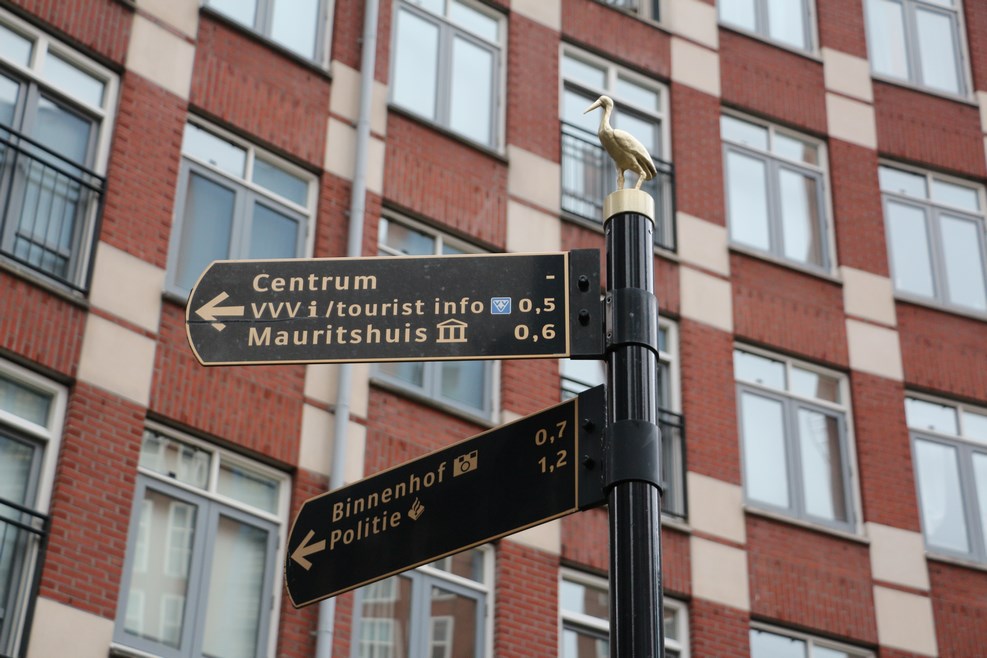 Centrum -
VVV i /tourist info 0,5
Mauritshuis 0,6
Binnenhof 0,7
Politie 1,2